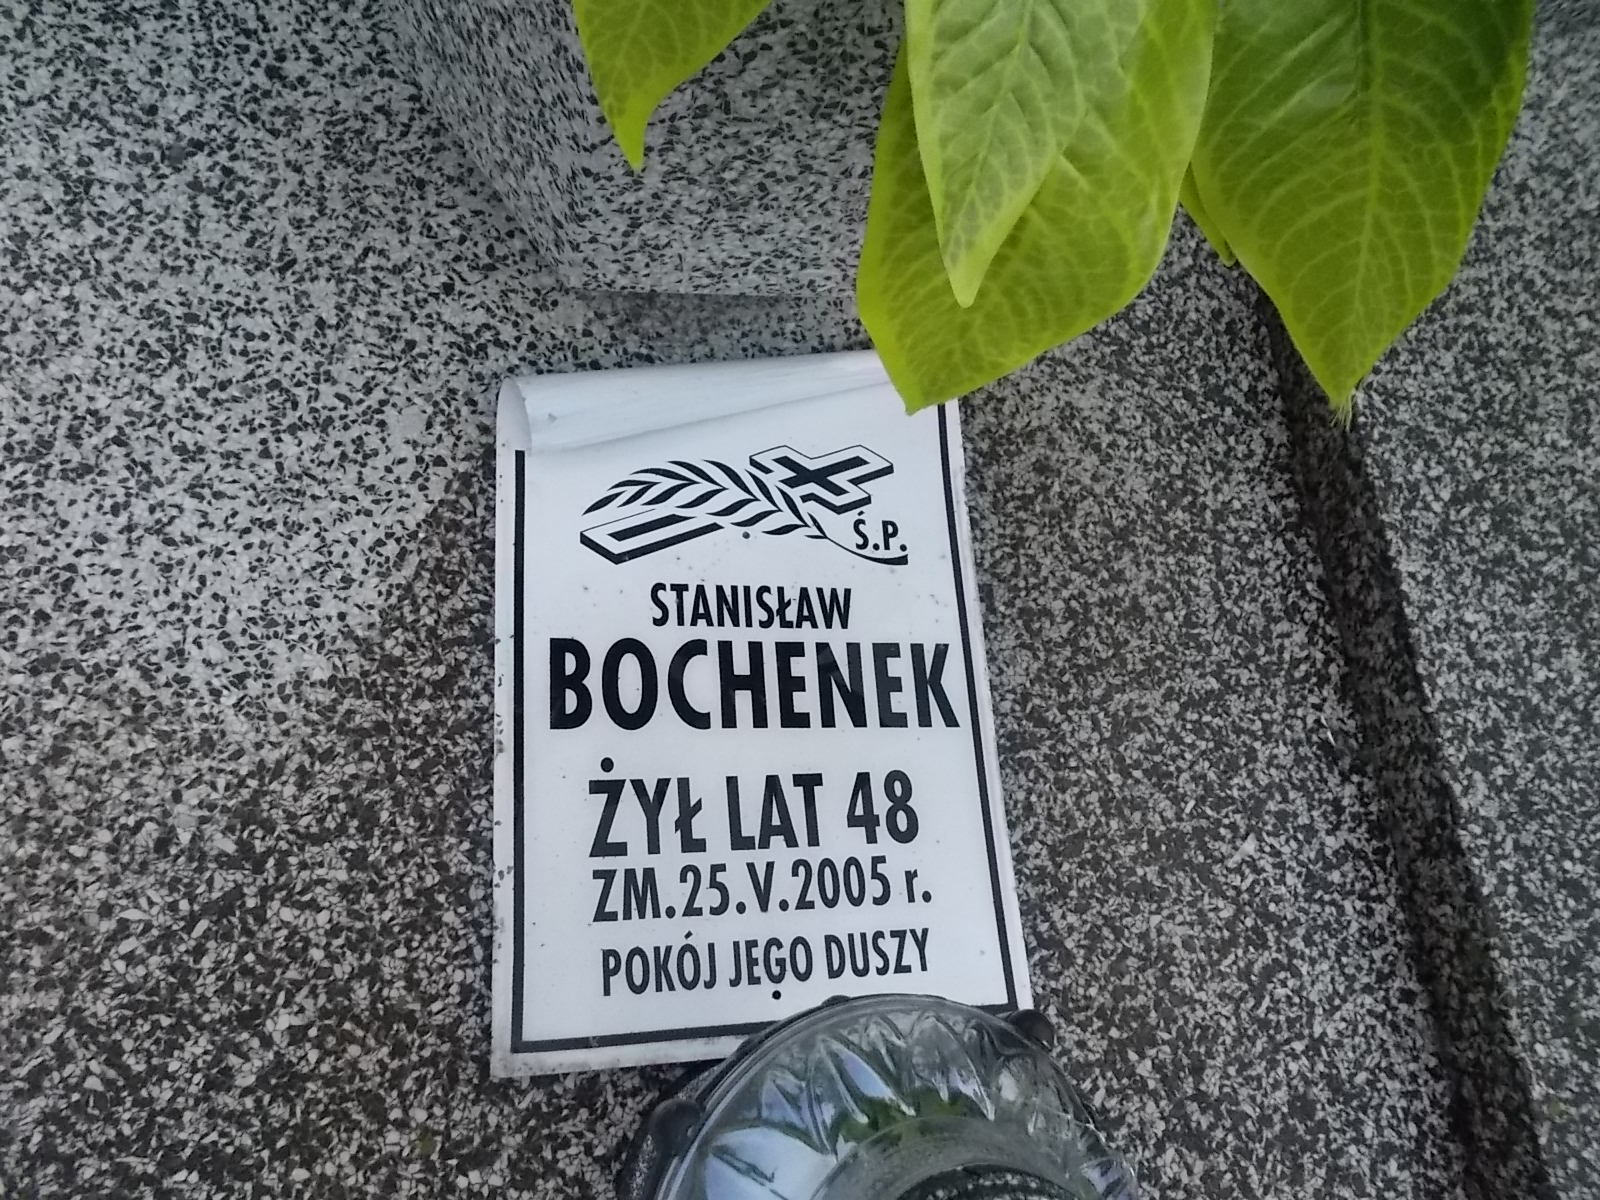 Ś.P.
STANISŁAW
BOCHENEK
ŻYŁ LAT 48
ZM.25.V.2005 r.
POKÓJ JEGO DUSZY